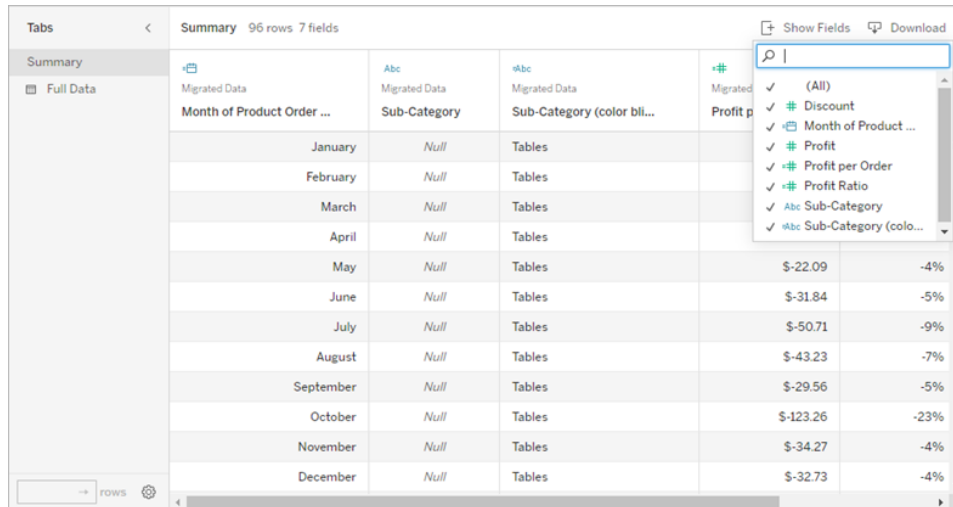 Tabs
Summary 96 rows 7 fields
Show Fields
Download
Summary
Full Data
Abc
Abc
Migrated Data
Migrated Data
Migrated Data
Migrated
Month of Product Order ...
Sub-Category
Sub-Category (color bli...
Profit p
(All)
# Discount
Month of Product ...
# Profit
# Profit per Order
# Profit Ratio
Abc Sub-Category
Abc Sub-Category (colo...
January Null Tables
February Null Tables
March Null Tables
April Null Tables
May Null Tables $-22.09 -4%
June Null Tables $-31.84 -5%
July Null Tables $-50.71 -9%
August Null Tables $-43.23 -7%
September Null Tables $-29.56 -5%
October Null Tables $-123.26 -23%
November Null Tables $-34.27 -4%
December Null Tables $-32.73 -4%
→ rows